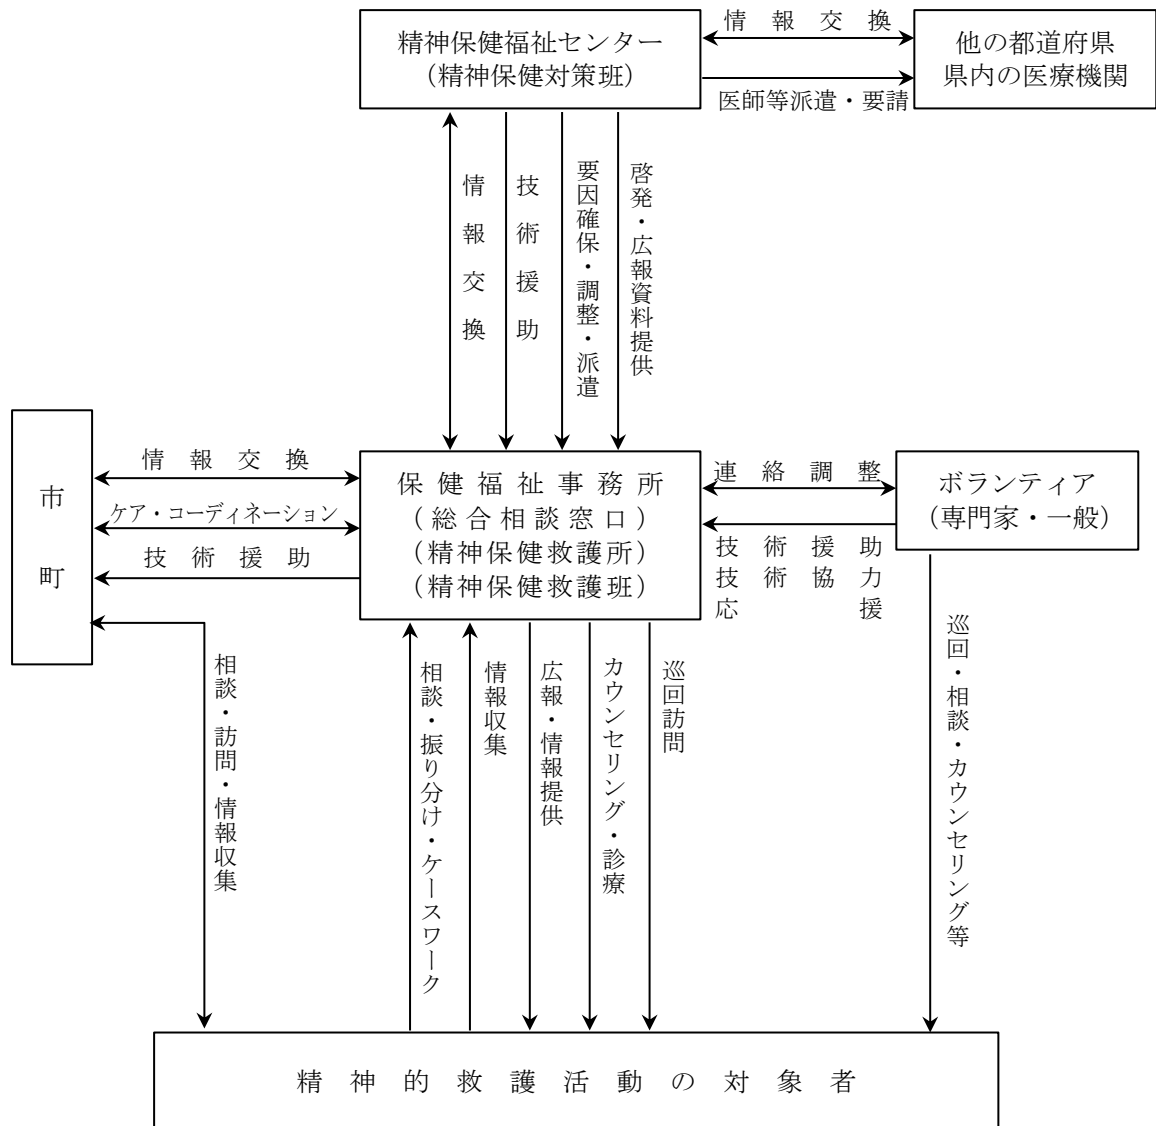 精神保健福祉センター
（精神保健対策班）
情報交換
医師等派遣・要請
他の都道府県
県内の医療機関
情報交換
技術援助
要因確保・調整・派遣
啓発・広報資料提供
市町
情報交換
ケア・コーディネーション
技術援助
保健福祉事務所
（総合相談窓口）
（精神保健救護所）
（精神保健救護班）
連絡調整
技術援助
技術協力
応援
ボランティア
（専門家・一般）
相談・訪問・情報収集
相談・振り分け・ケースワーク
情報収集
広報・情報提供
カウンセリング・診療
巡回訪問
巡回・相談・カウンセリング等
精神的救護活動の対象者